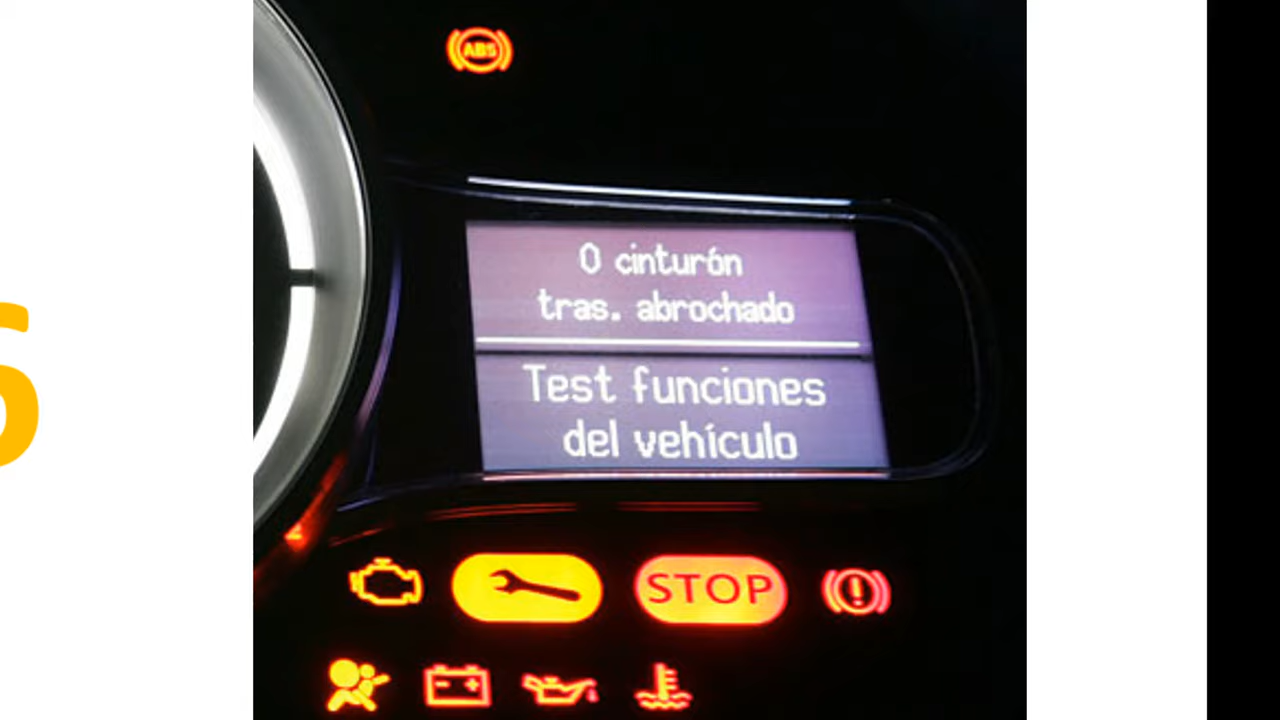 ABS
0 cinturón
tras. abrochado
Test funciones
del vehículo
STOP